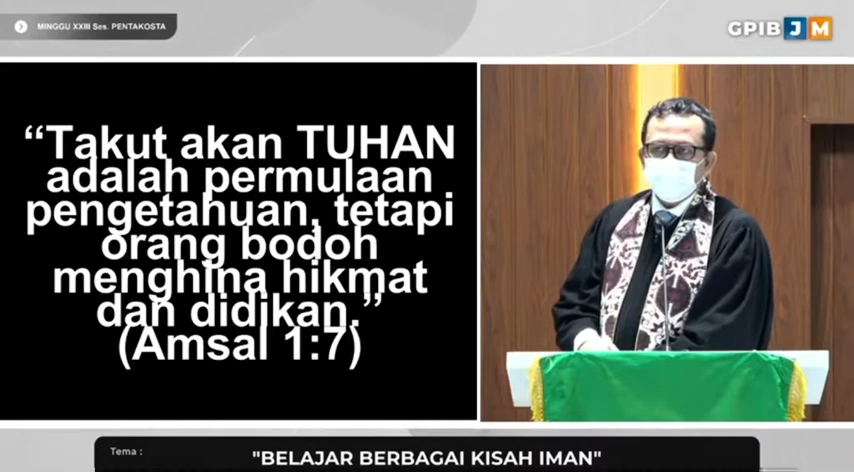 MINGGU XXIII Ses. PENTAKOSTA
GPIB JM
“Takut akan TUHAN
adalah permulaan
pengetahuan, tetapi
orang bodoh
menghina hikmat
dan didikan.”
(Amsal 1:7)
Tema :
"BELAJAR BERBAGAI KISAH IMAN"